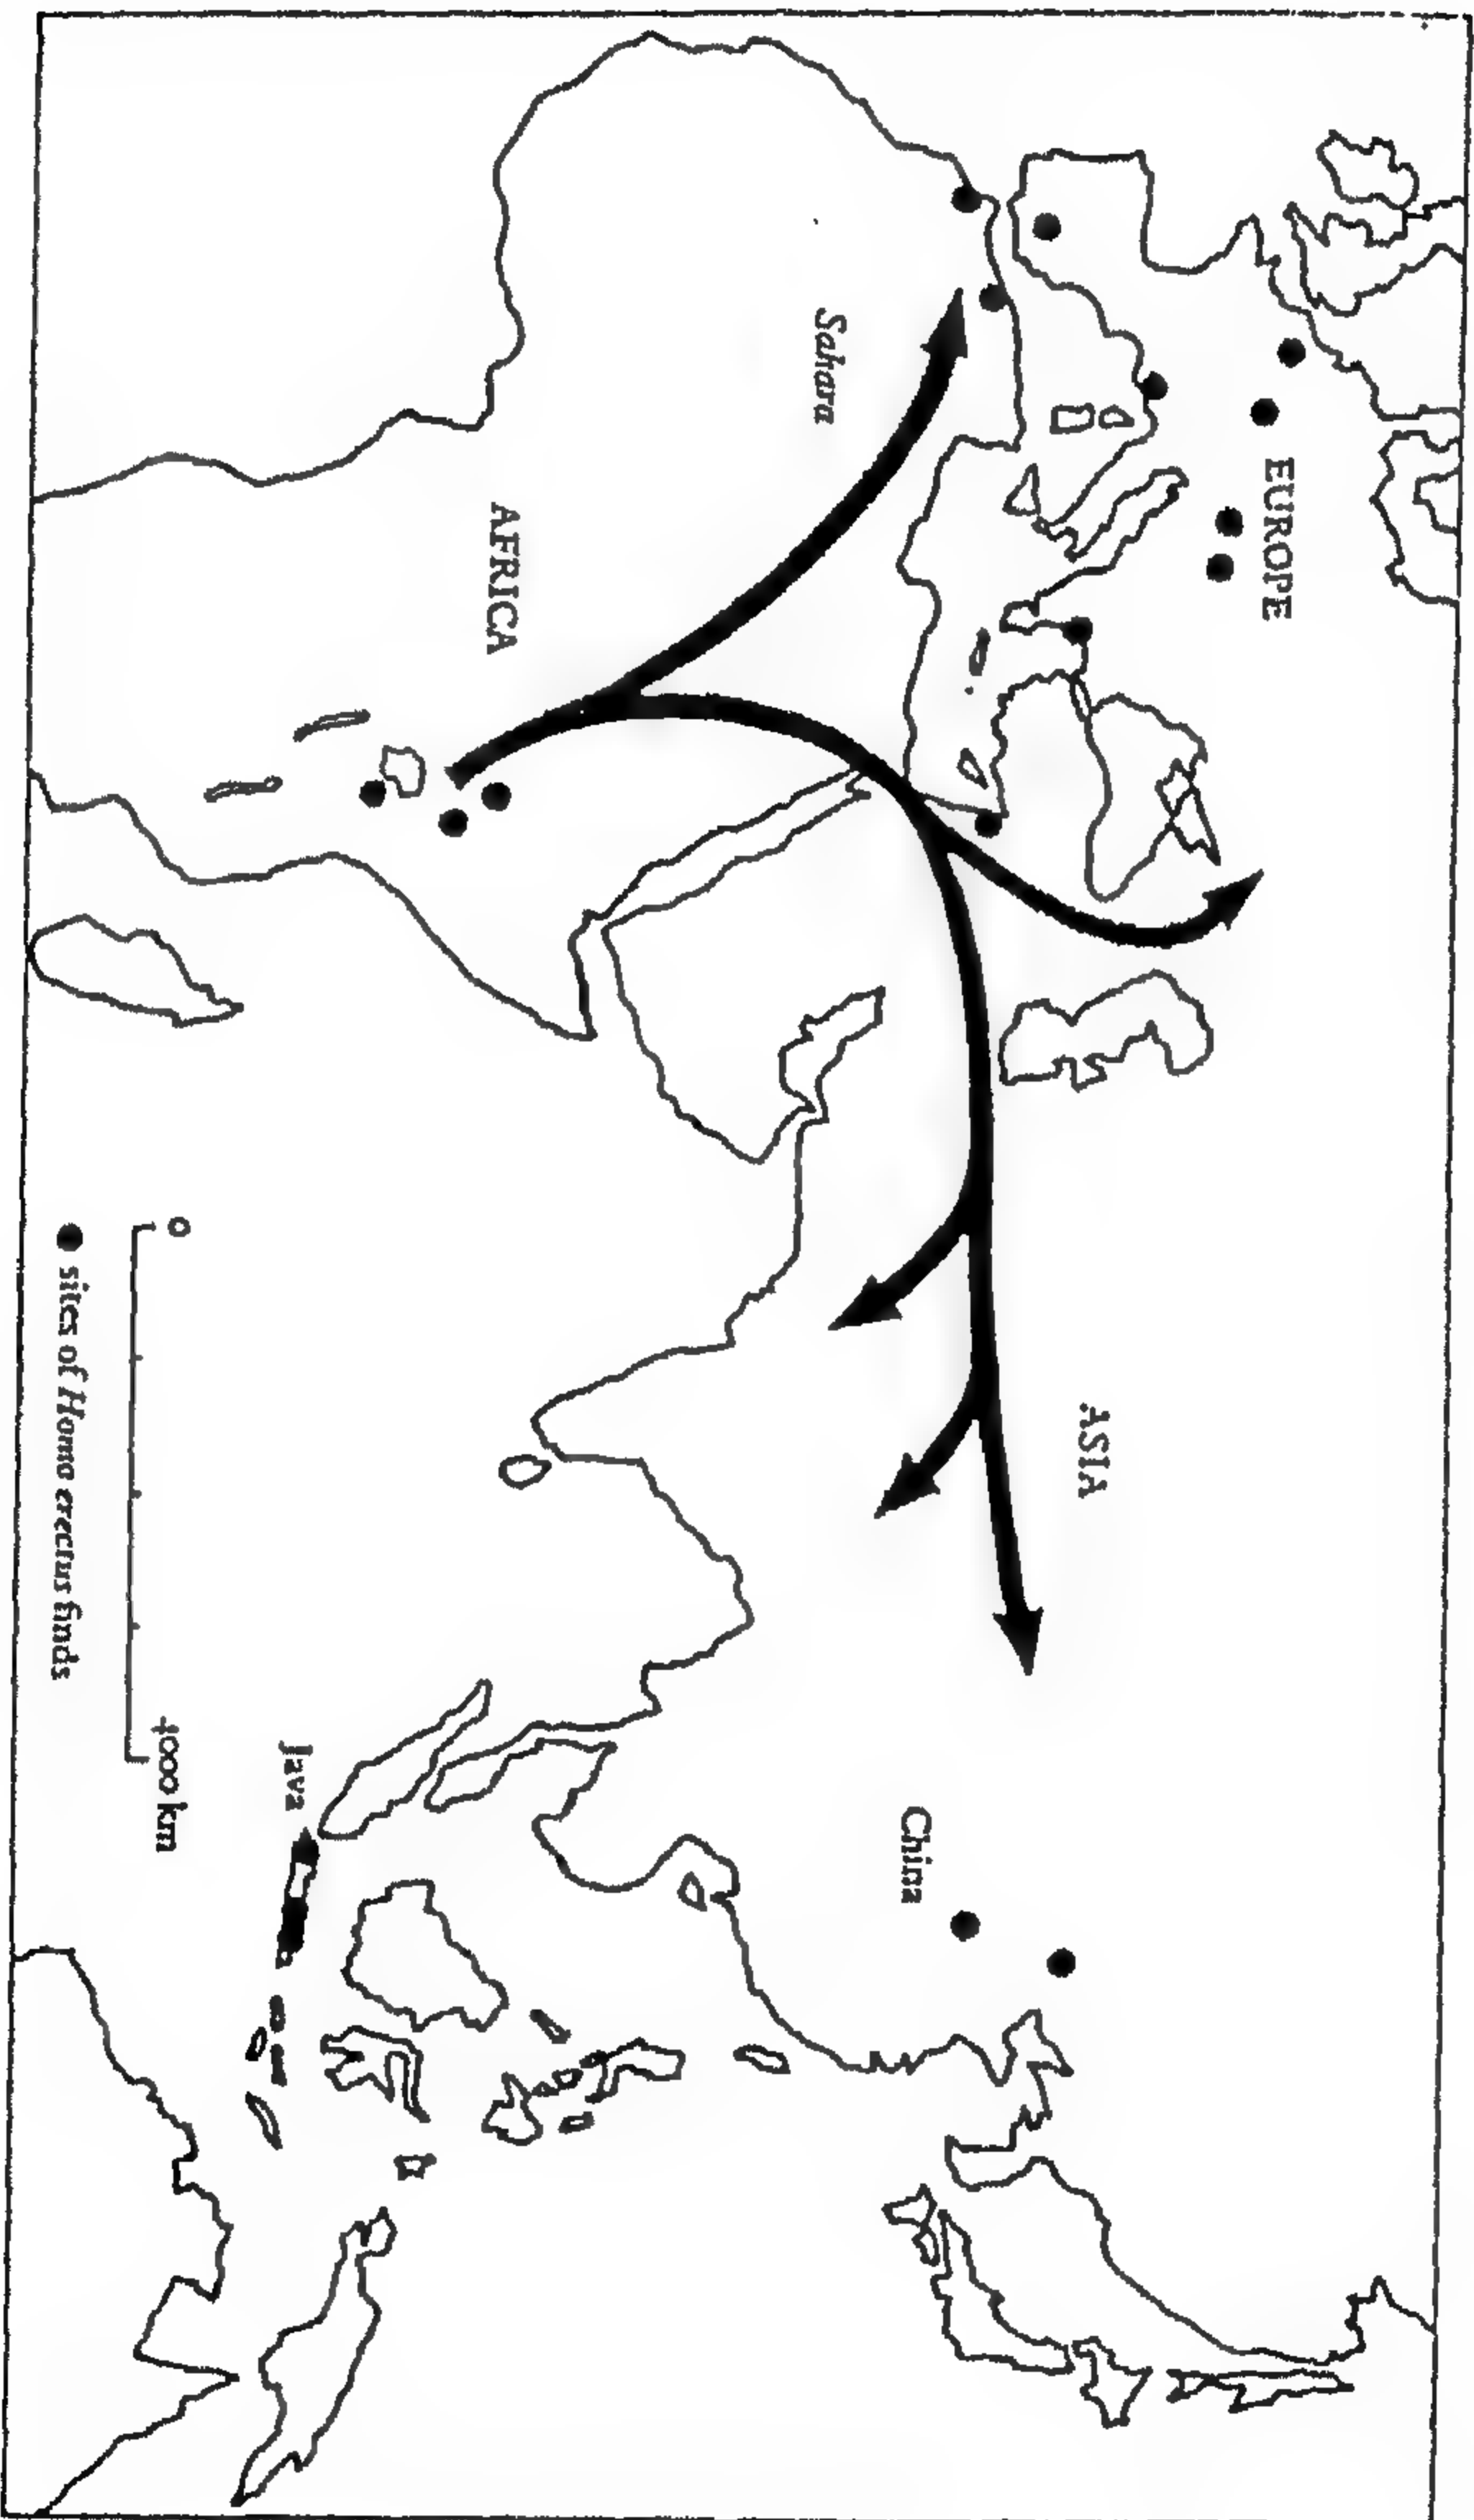 EUROPE
ASIA
Sahara
China
AFRICA
Java
0
4000 km
sites of Homo erectus finds